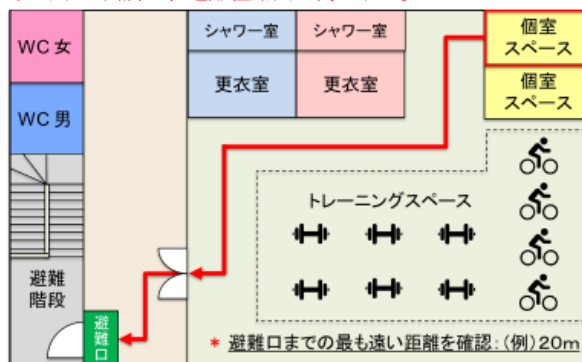 WC 女
WC 男
シャワー室
シャワー室
更衣室
更衣室
個室
スペース
個室
スペース
トレーニングスペース
避難
階段
避難口
* 避難口までの最も遠い距離を確認:(例)20m